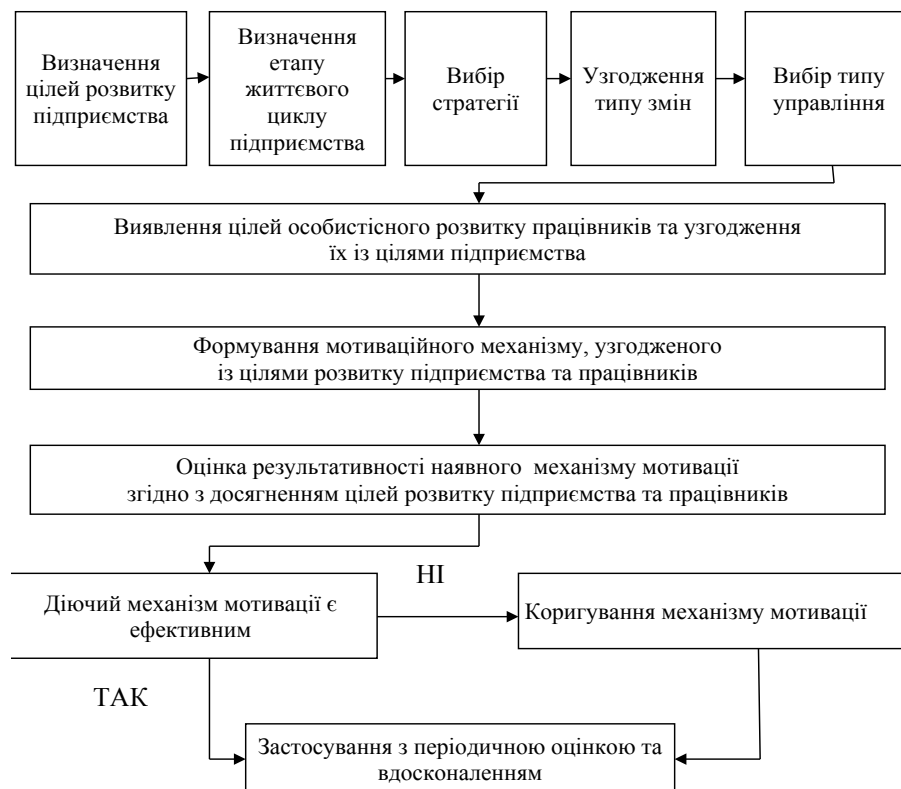 Визначення
цілей розвитку
підприємства
Визначення
етапу
життєвого
циклу
підприємства
Вибір
стратегії
Узгодження
типу змін
Вибір типу
управління
Виявлення цілей особистісного розвитку працівників та узгодження
їх із цілями підприємства
Формування мотиваційного механізму, узгодженого
із цілями розвитку підприємства та працівників
Оцінка результативності наявного механізму мотивації
згідно з досягненням цілей розвитку підприємства та працівників
НІ
Діючий механізм мотивації є
ефективним
Коригування механізму мотивації
ТАК
Застосування з періодичною оцінкою та
вдосконаленням